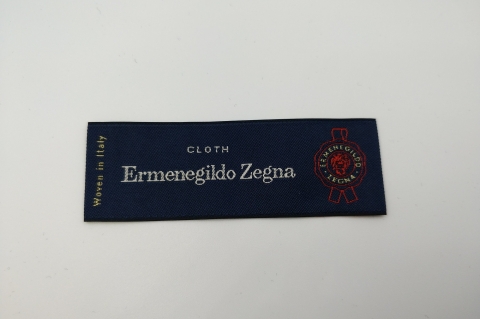 Woven in Italy
CLOTH
Ermenegildo Zegna
ERMENEGILDO
ZEGNA